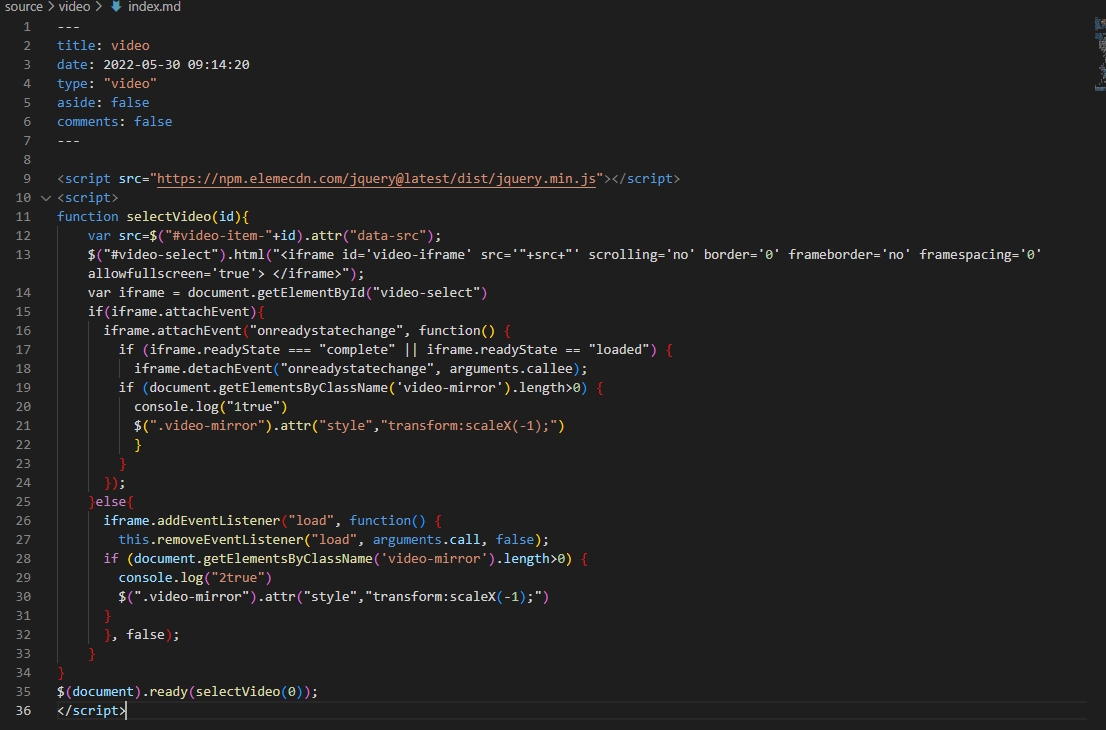 source > video > index.md
1 ---
2 title: video
3 date: 2022-05-30 09:14:20
4 type: "video"
5 aside: false
6 comments: false
7 ---
8
9 <script src="https://npm.elemecdn.com/jquery@latest/dist/jquery.min.js"></script>
10 <script>
11 function selectVideo(id){
12 var src=$("#video-item-"+id).attr("data-src");
13 $("#video-select").html("<iframe id='video-iframe' src='"+src+"' scrolling='no' border='0' frameborder='no' framespacing='0'
allowfullscreen='true'> </iframe>");
14 var iframe = document.getElementById("video-select")
15 if(iframe.attachEvent){
16 iframe.attachEvent("onreadystatechange", function() {
17 if (iframe.readyState === "complete" || iframe.readyState == "loaded") {
18 iframe.detachEvent("onreadystatechange", arguments.callee);
19 if (document.getElementsByClassName('video-mirror').length>0) {
20 console.log("1true")
21 $(".video-mirror").attr("style","transform:scaleX(-1);")
22 }
23 }
24 });
25 }else{
26 iframe.addEventListener("load", function() {
27 this.removeEventListener("load", arguments.call, false);
28 if (document.getElementsByClassName('video-mirror').length>0) {
29 console.log("2true")
30 $(".video-mirror").attr("style","transform:scaleX(-1);")
31 }
32 }, false);
33 }
34 }
35 $(document).ready(selectVideo(0));
36 </script>